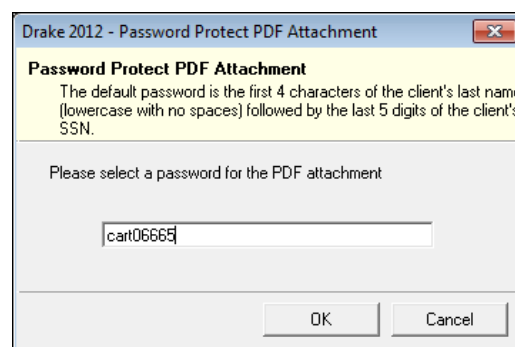 Drake 2012 - Password Protect PDF Attachment
Password Protect PDF Attachment
The default password is the first 4 characters of the client's last name
(lowercase with no spaces) followed by the last 5 digits of the client's
SSN.
Please select a password for the PDF attachment
cart06665
OK Cancel